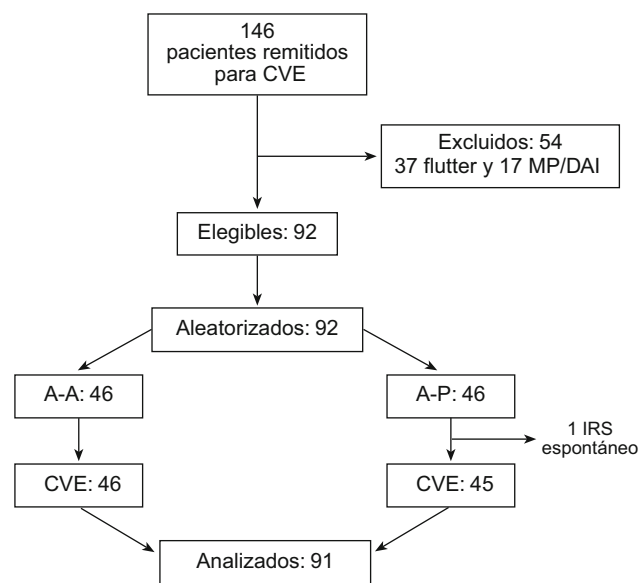 146
pacientes remitidos
para CVE
Excluidos: 54
37 flutter y 17 MP/DAI
Elegibles: 92
Aleatorizados: 92
A-A: 46
A-P: 46
1 IRS
espontáneo
CVE: 46
CVE: 45
Analizados: 91